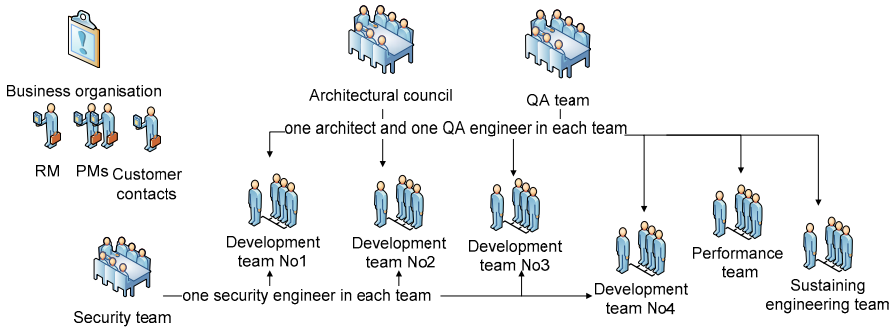 Business organisation
RM
PMs
Customer
contacts
Architectural council
QA team
one architect and one QA engineer in each team
Development
team No1
Development
team No2
Development
team No3
Development
team No4
Performance
team
Sustaining
engineering team
Security team
one security engineer in each team